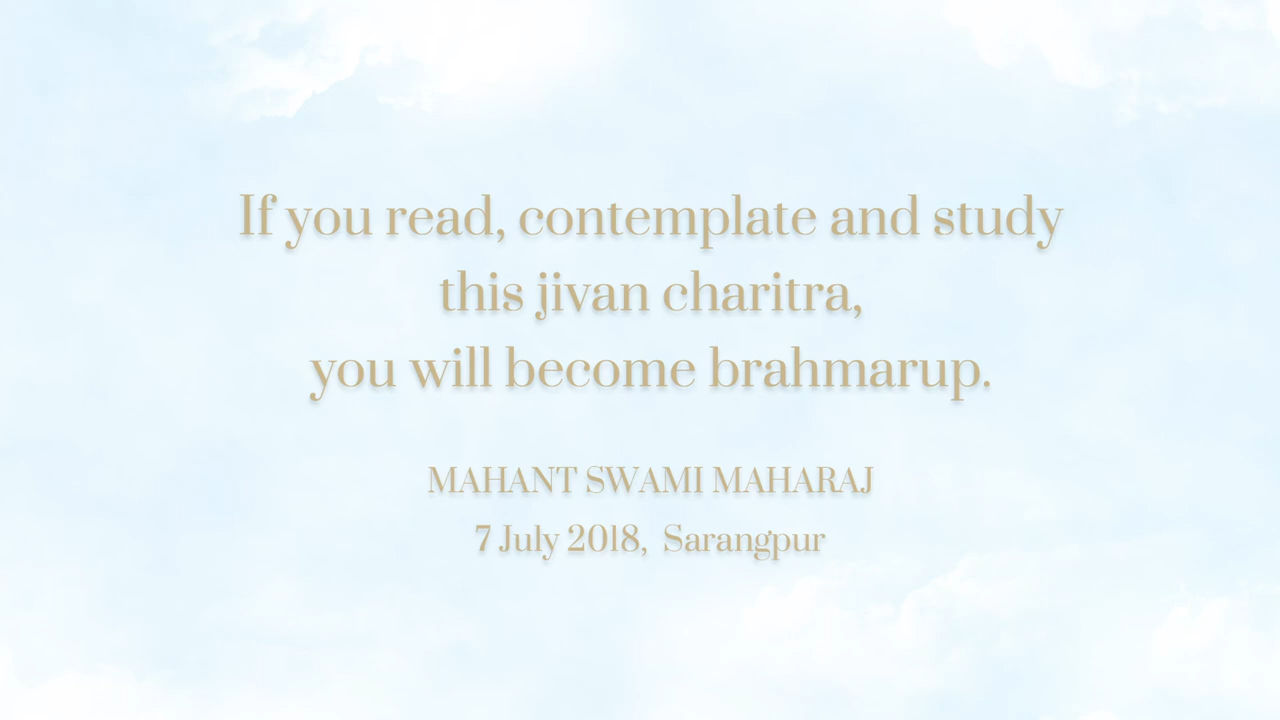 If you read, contemplate and study
this jivan charitra,
you will become brahmarup.
MAHANT SWAMI MAHARAJ
7 July 2018, Sarangpur